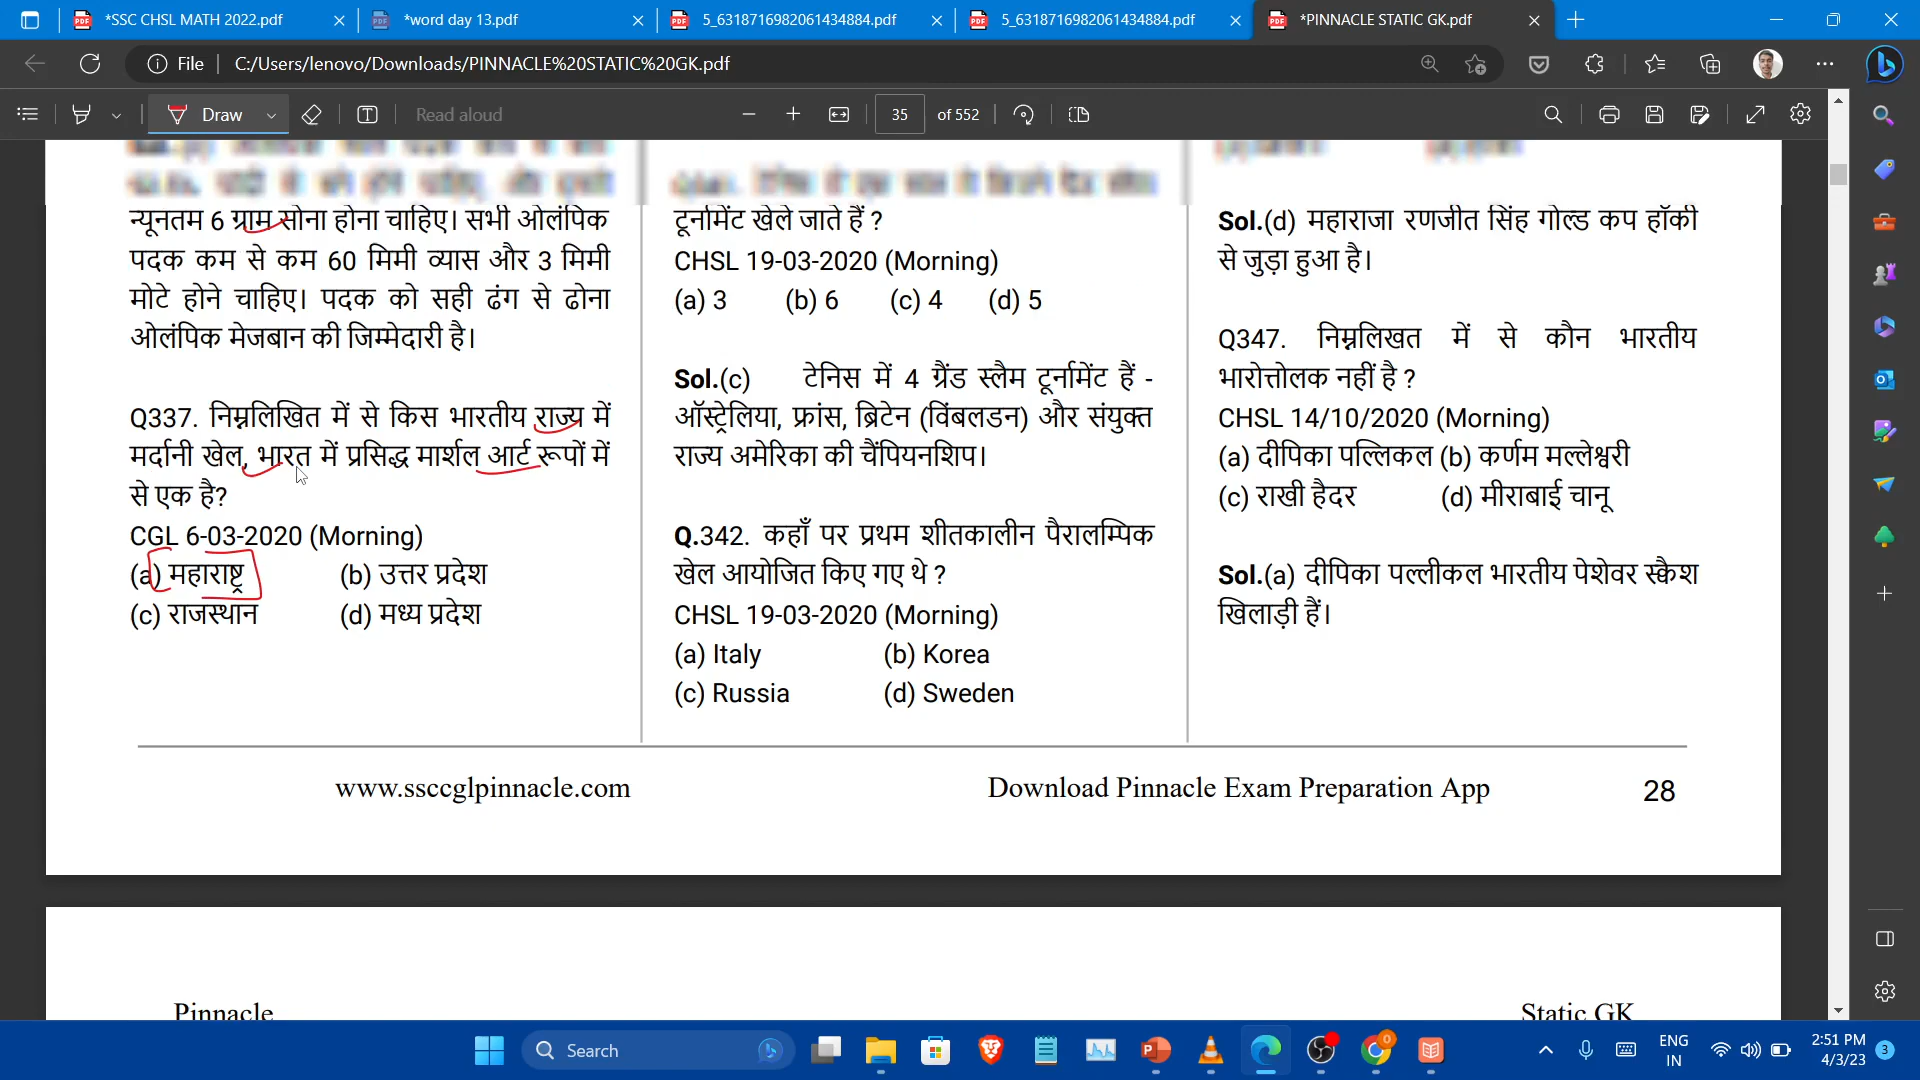 *SSC CHSL MATH 2022.pdf
*word day 13.pdf
5_6318716982061434884.pdf
5_6318716982061434884.pdf
*PINNACLE STATIC GK.pdf
File
C:/Users/lenovo/Downloads/PINNACLE%20STATIC%20GK.pdf
Draw
Read aloud
35
of 552
न्यूनतम 6 ग्राम सोना होना चाहिए। सभी ओलंपिक
पदक कम से कम 60 मिमी व्यास और 3 मिमी
मोटे होने चाहिए। पदक को सही ढंग से ढोना
ओलंपिक मेजबान की जिम्मेदारी है।
Q337. निम्नलिखित में से किस भारतीय राज्य में
मर्दानी खेल, भारत में प्रसिद्ध मार्शल आर्ट रूपों में
से एक है?
CGL 6-03-2020 (Morning)
(a) महाराष्ट्र (b) उत्तर प्रदेश
(c) राजस्थान (d) मध्य प्रदेश
टूर्नामेंट खेले जाते हैं ?
CHSL 19-03-2020 (Morning)
(a) 3 (b) 6 (c) 4 (d) 5
Sol.(c) टेनिस में 4 ग्रैंड स्लैम टूर्नामेंट हैं -
ऑस्ट्रेलिया, फ्रांस, ब्रिटेन (विंबलडन) और संयुक्त
राज्य अमेरिका की चैंपियनशिप।
Q.342. कहाँ पर प्रथम शीतकालीन पैरालम्पिक
खेल आयोजित किए गए थे ?
CHSL 19-03-2020 (Morning)
(a) Italy (b) Korea
(c) Russia (d) Sweden
Sol.(d) महाराजा रणजीत सिंह गोल्ड कप हॉकी
से जुड़ा हुआ है।
Q347. निम्नलिखत में से कौन भारतीय
भारोत्तोलक नहीं है ?
CHSL 14/10/2020 (Morning)
(a) दीपिका पल्लिकल (b) कर्णम मल्लेश्वरी
(c) राखी हैदर (d) मीराबाई चानू
Sol.(a) दीपिका पल्लीकल भारतीय पेशेवर स्कैश
खिलाड़ी हैं।
www.ssccglpinnacle.com
Download Pinnacle Exam Preparation App
28
Pinnacle
Static GK
Search
ENG
IN
2:51 PM
4/3/23
3